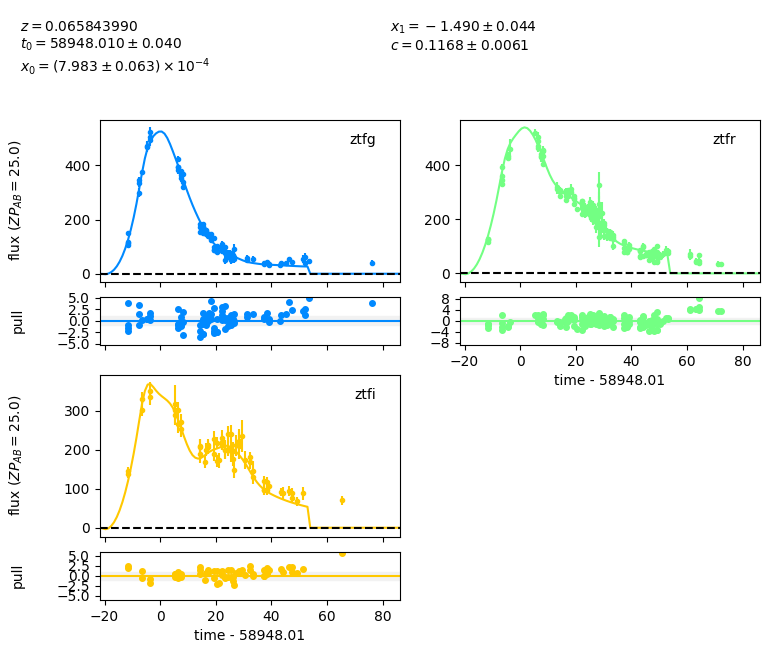 z = 0.065843990
t₀ = 58948.010 ± 0.040
x₀ = (7.983 ± 0.063) × 10⁻⁴
x₁ = −1.490 ± 0.044
c = 0.1168 ± 0.0061
flux (ZP_AB = 25.0)
400
200
0
ztfg
400
200
0
ztfr
pull
5.0
2.5
0.0
−2.5
−5.0
8
4
0
−4
−8
−20 0 20 40 60 80
time - 58948.01
flux (ZP_AB = 25.0)
300
200
100
0
ztfi
pull
5.0
2.5
0.0
−2.5
−5.0
−20 0 20 40 60 80
time - 58948.01